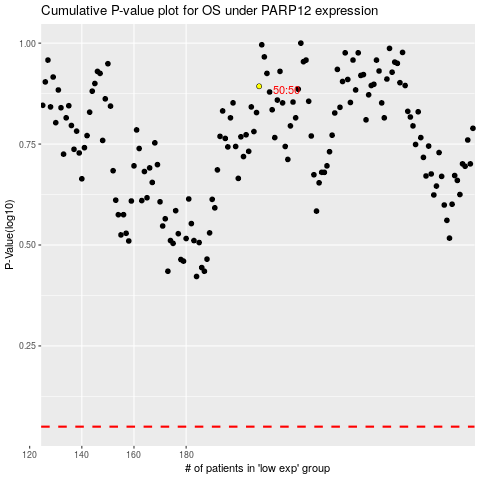 Cumulative P-value plot for OS under PARP12 expression
P-Value(log10)
1.00
0.75
0.50
0.25
50:50
120 140 160 180
# of patients in 'low exp' group